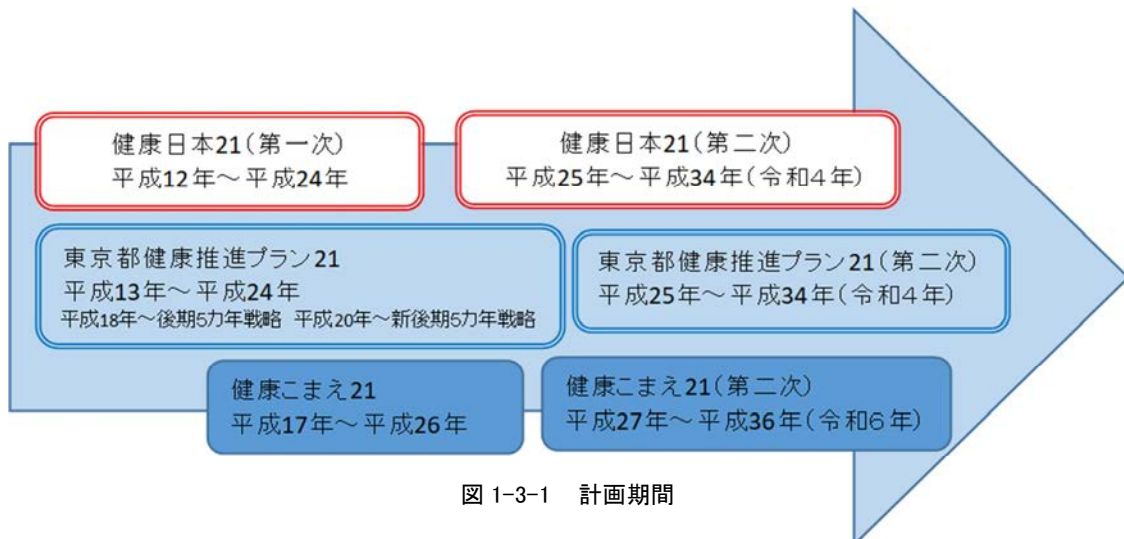 健康日本21(第一次)
平成12年～平成24年
健康日本21(第二次)
平成25年～平成34年(令和4年)
東京都健康推進プラン21
平成13年～平成24年
平成18年～後期5カ年戦略 平成20年～新後期5カ年戦略
東京都健康推進プラン21(第二次)
平成25年～平成34年(令和4年)
健康こまえ21
平成17年～平成26年
健康こまえ21(第二次)
平成27年～平成36年(令和6年)
図 1-3-1 計画期間